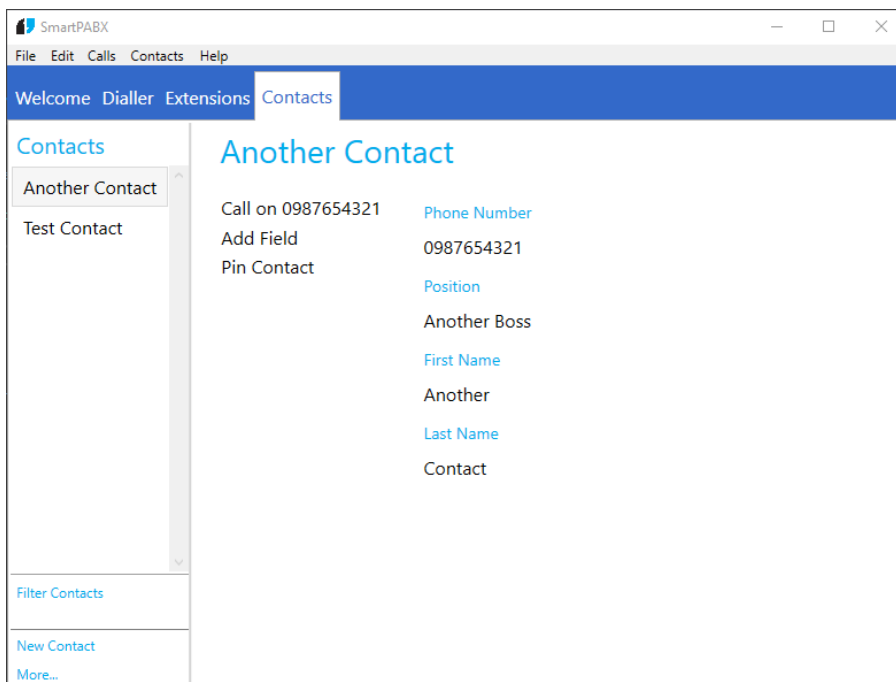 SmartPABX
File Edit Calls Contacts Help
Welcome Dialler Extensions Contacts
Contacts
Another Contact
Test Contact
Filter Contacts
New Contact
More...
Another Contact
Call on 0987654321
Add Field
Pin Contact
Phone Number
0987654321
Position
Another Boss
First Name
Another
Last Name
Contact